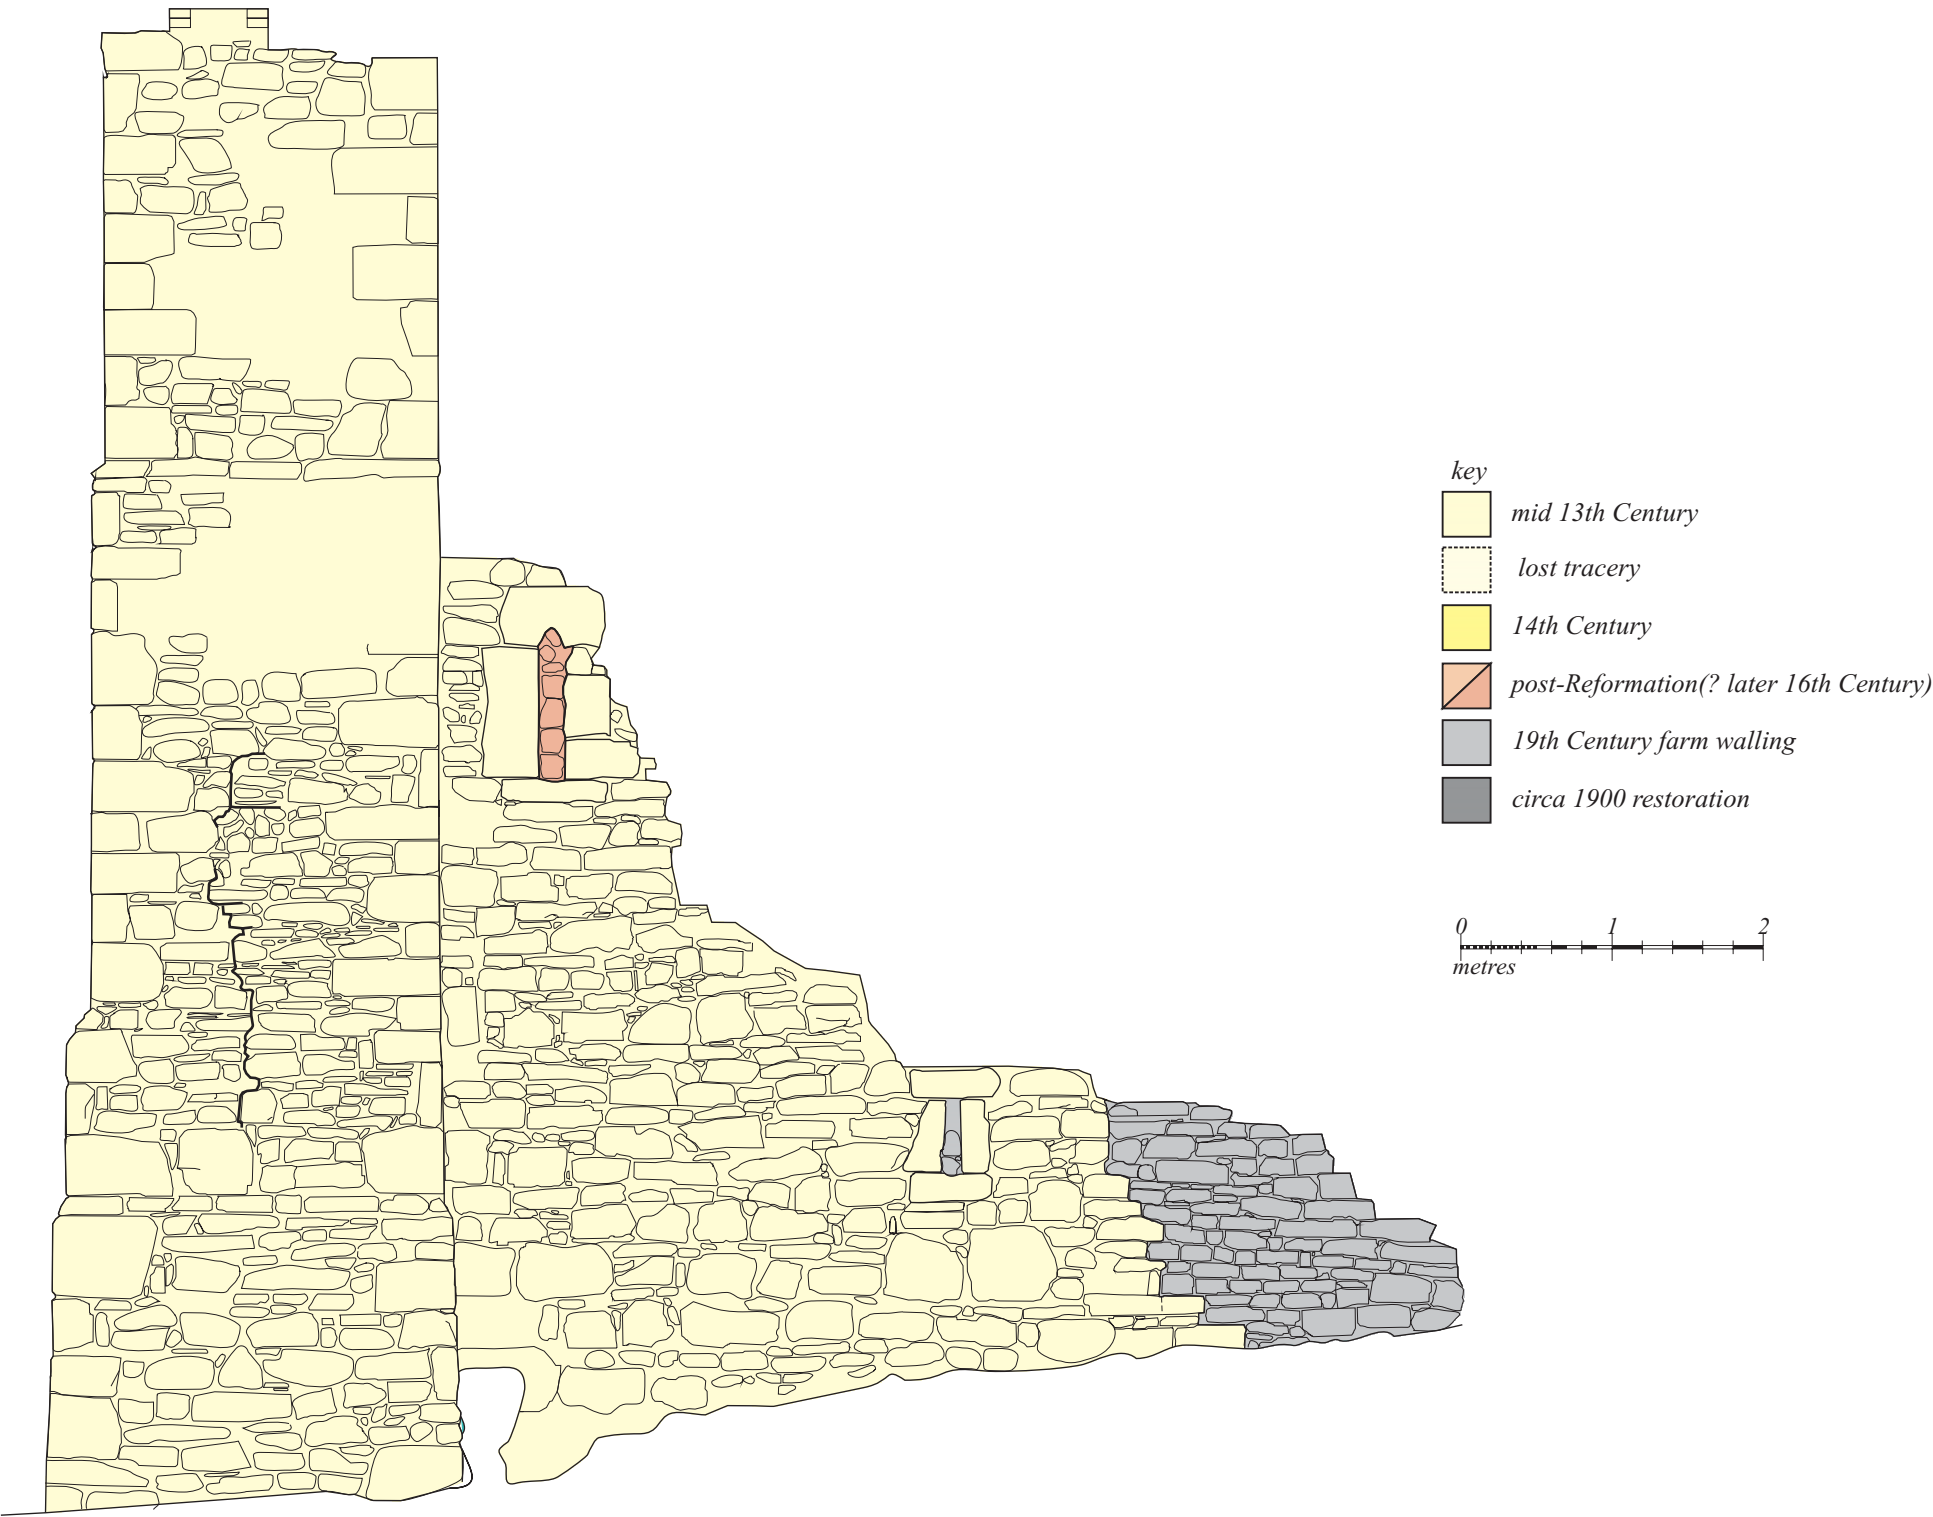 key
mid 13th Century
lost tracery
14th Century
post-Reformation(? later 16th Century)
19th Century farm walling
circa 1900 restoration
0 1 2
metres